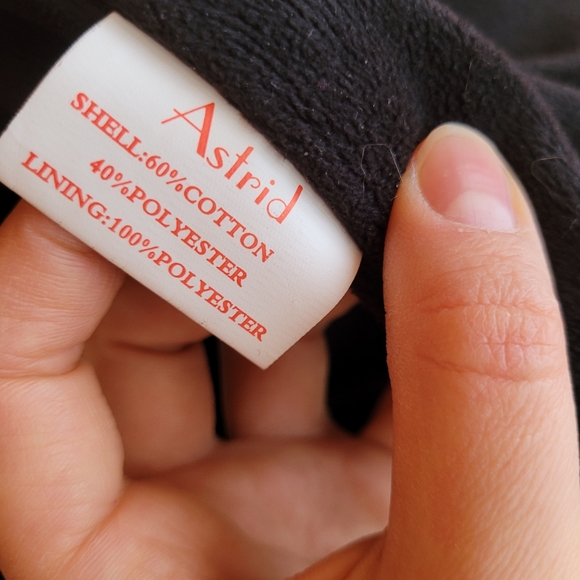 Astrid
SHELL:60%COTTON
40%POLYESTER
LINING:100%POLYESTER